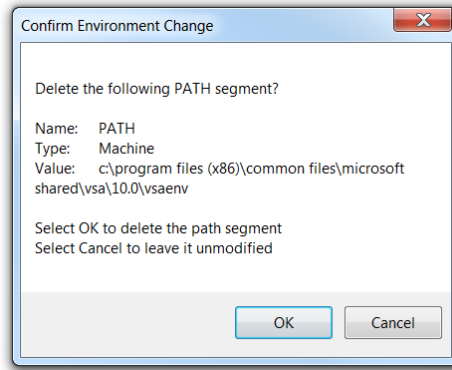 Confirm Environment Change
Delete the following PATH segment?
Name: PATH
Type: Machine
Value: c:\program files (x86)\common files\microsoft
shared\vsa\10.0\vsaenv
Select OK to delete the path segment
Select Cancel to leave it unmodified
OK Cancel